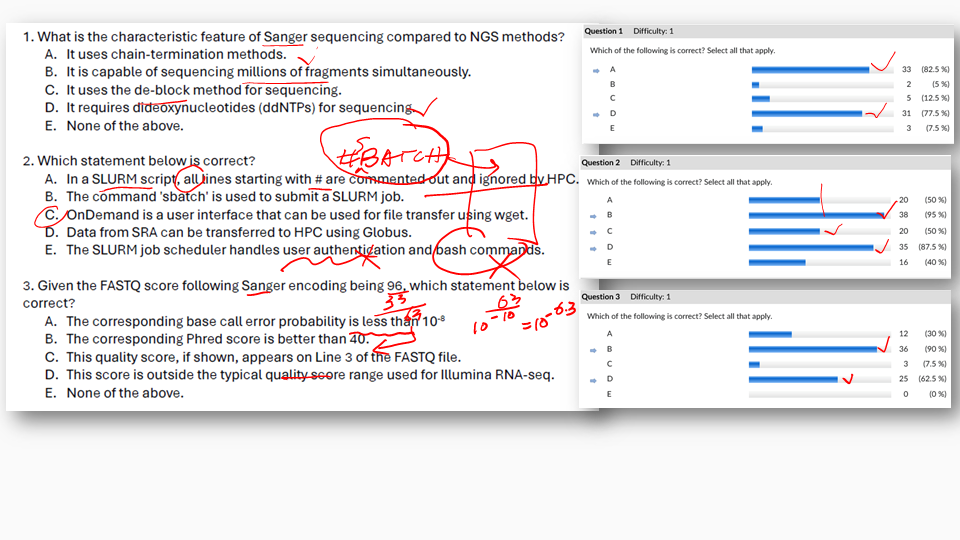 1. What is the characteristic feature of Sanger sequencing compared to NGS methods?
A. It uses chain-termination methods.
B. It is capable of sequencing millions of fragments simultaneously.
C. It uses the de-block method for sequencing.
D. It requires dideoxynucleotides (ddNTPs) for sequencing.
E. None of the above.
#SBATCH
2. Which statement below is correct?
A. In a SLURM script, all lines starting with # are commented out and ignored by HPC.
B. The command 'sbatch' is used to submit a SLURM job.
C. OnDemand is a user interface that can be used for file transfer using wget.
D. Data from SRA can be transferred to HPC using Globus.
E. The SLURM job scheduler handles user authentication and bash commands.
3. Given the FASTQ score following Sanger encoding being 96, which statement below is
correct?
33
63
63
10^-10 = 10^-6.3
A. The corresponding base call error probability is less than 10⁻⁸
B. The corresponding Phred score is better than 40.
C. This quality score, if shown, appears on Line 3 of the FASTQ file.
D. This score is outside the typical quality score range used for Illumina RNA-seq.
E. None of the above.
Question 1 Difficulty: 1
Which of the following is correct? Select all that apply.
A 33 (82.5 %)
B 2 (5 %)
C 5 (12.5 %)
D 31 (77.5 %)
E 3 (7.5 %)
Question 2 Difficulty: 1
Which of the following is correct? Select all that apply.
A 20 (50 %)
B 38 (95 %)
C 20 (50 %)
D 35 (87.5 %)
E 16 (40 %)
Question 3 Difficulty: 1
Which of the following is correct? Select all that apply.
A 12 (30 %)
B 36 (90 %)
C 3 (7.5 %)
D 25 (62.5 %)
E 0 (0 %)